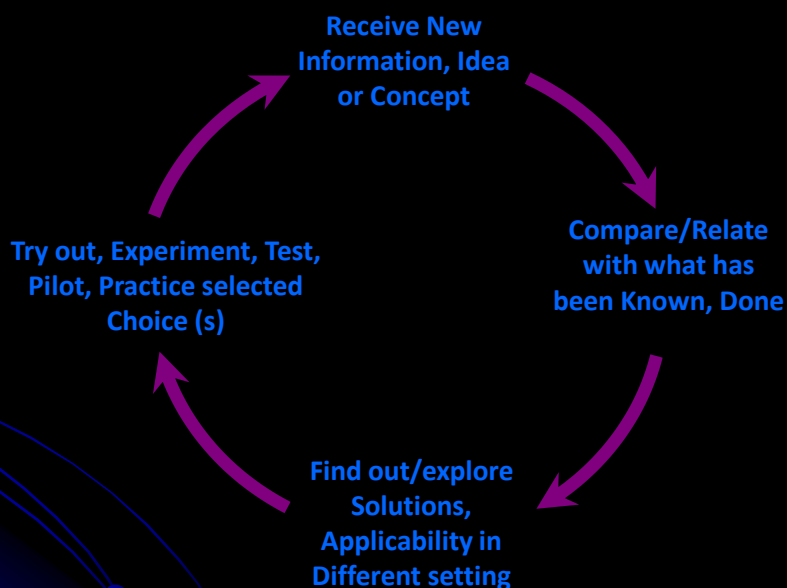 Receive New
Information, Idea
or Concept
Compare/Relate
with what has
been Known, Done
Find out/explore
Solutions,
Applicability in
Different setting
Try out, Experiment, Test,
Pilot, Practice selected
Choice (s)